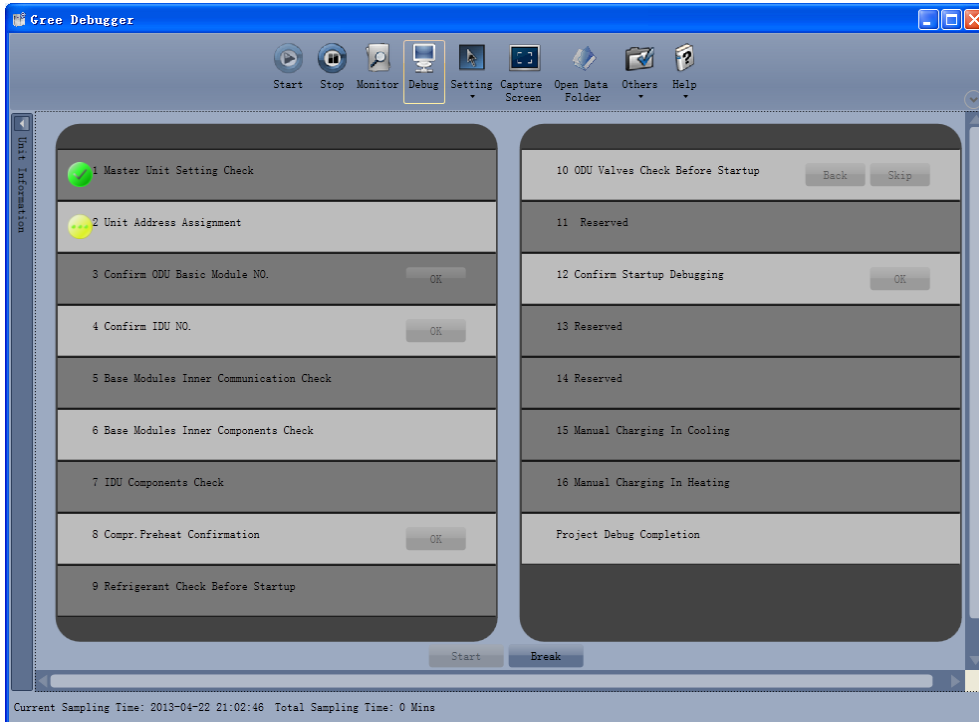 Gree Debugger
Start Stop Monitor Debug Setting Capture Screen Open Data Folder Others Help
Unit Information
1 Master Unit Setting Check
2 Unit Address Assignment
3 Confirm ODU Basic Module NO. OK
4 Confirm IDU NO. OK
5 Base Modules Inner Communication Check
6 Base Modules Inner Components Check
7 IDU Components Check
8 Compr.Preheat Confirmation OK
9 Refrigerant Check Before Startup
10 ODU Valves Check Before Startup Back Skip
11 Reserved
12 Confirm Startup Debugging OK
13 Reserved
14 Reserved
15 Manual Charging In Cooling
16 Manual Charging In Heating
Project Debug Completion
Start Break
Current Sampling Time: 2013-04-22 21:02:46 Total Sampling Time: 0 Mins